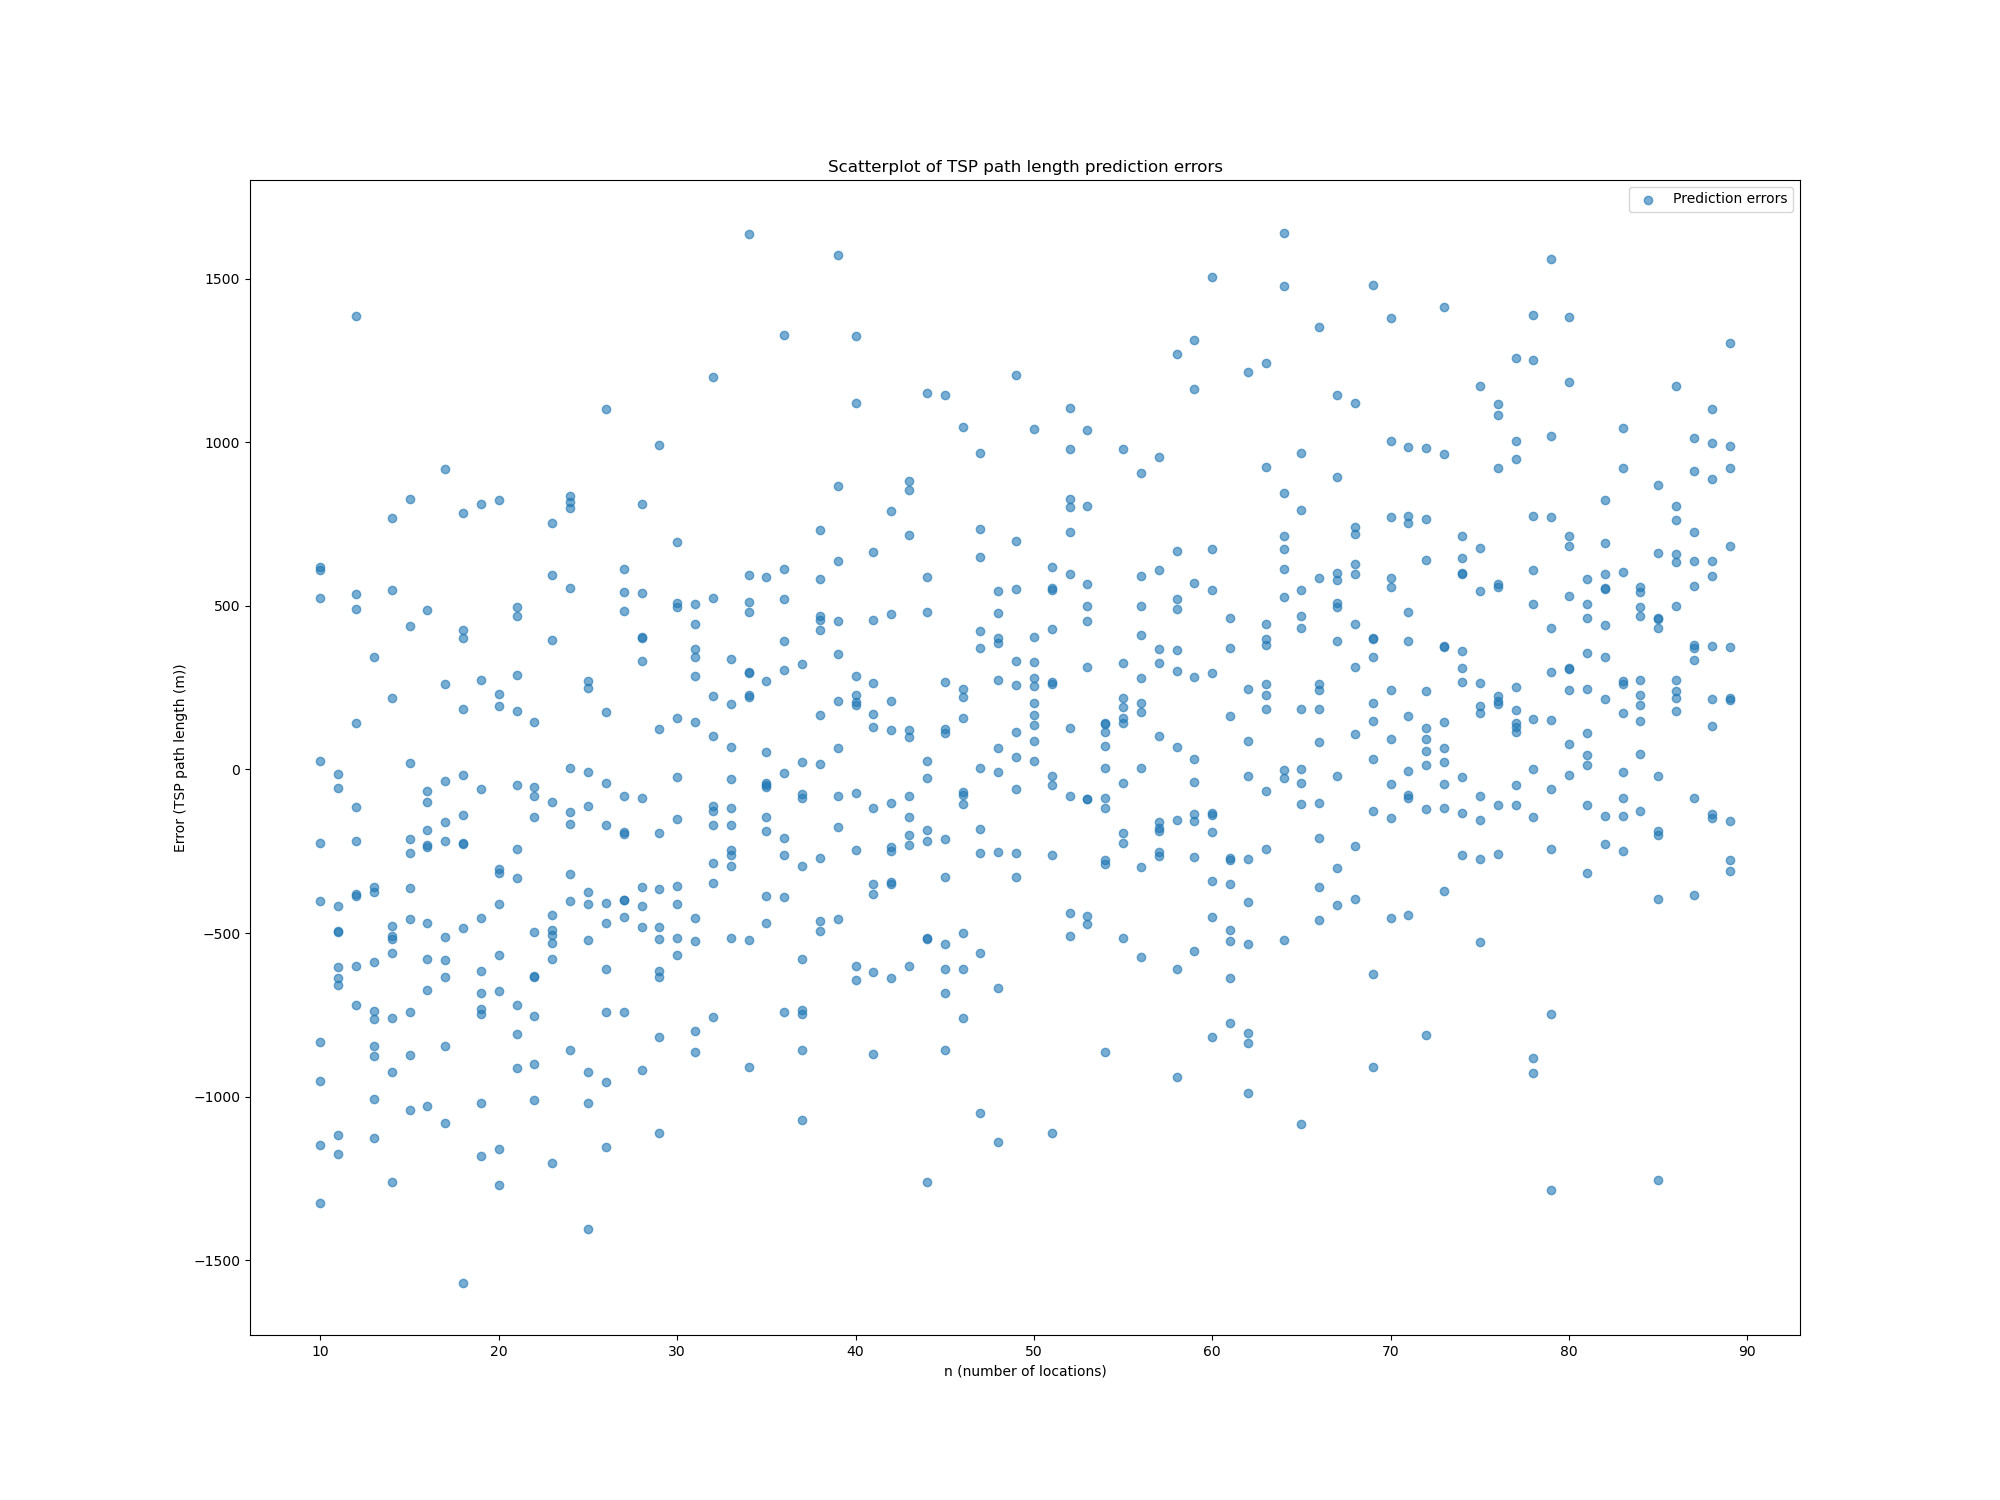 Scatterplot of TSP path length prediction errors
Prediction errors
Error (TSP path length (m))
1500
1000
500
0
−500
−1000
−1500
10 20 30 40 50 60 70 80 90
n (number of locations)